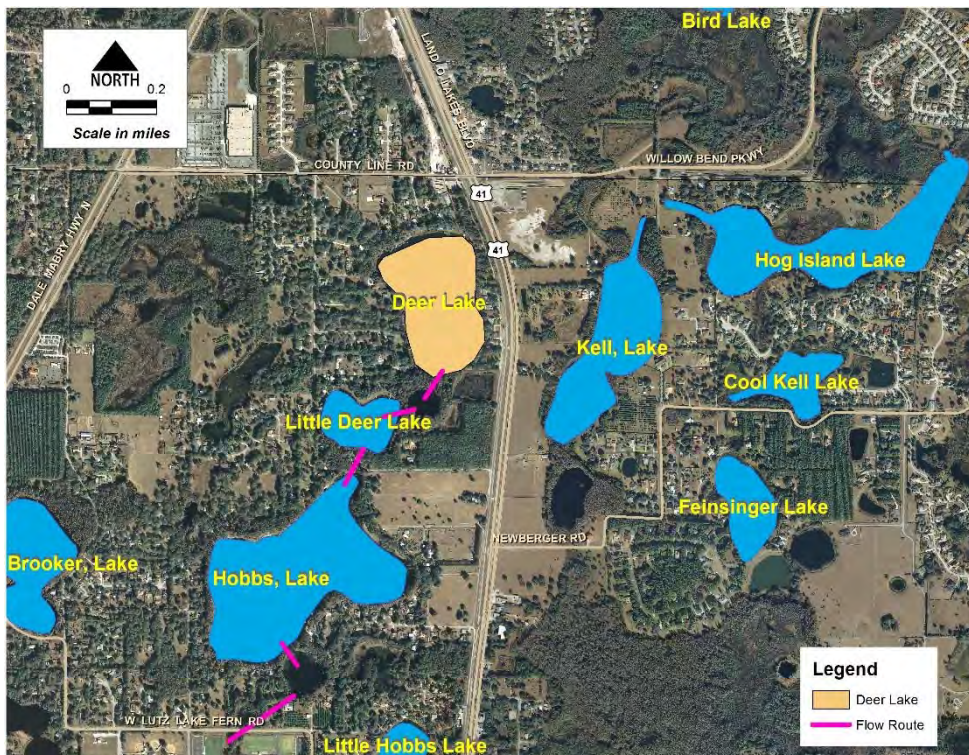 Bird Lake
NORTH
0 0.2
Scale in miles
LAND O LAKES BLVD
DALE MABRY HWY N
COUNTY LINE RD
WILLOW BEND PKWY
41
41
Hog Island Lake
Deer Lake
Kell, Lake
Cool Kell Lake
Little Deer Lake
Feinsinger Lake
NEWBERGER RD
Brooker, Lake
Hobbs, Lake
W LUTZ LAKE FERN RD
Little Hobbs Lake
Legend
Deer Lake
Flow Route